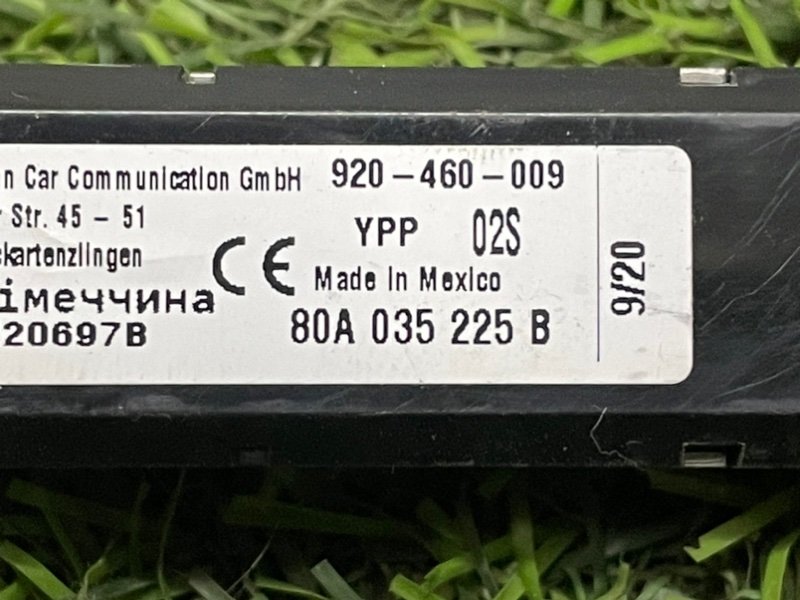 n Car Communication GmbH 920-460-009
Str. 45 - 51 YPP 02S
kartenzlingen CE Made in Mexico
імеччина
20697B 80A 035 225 B
9/20